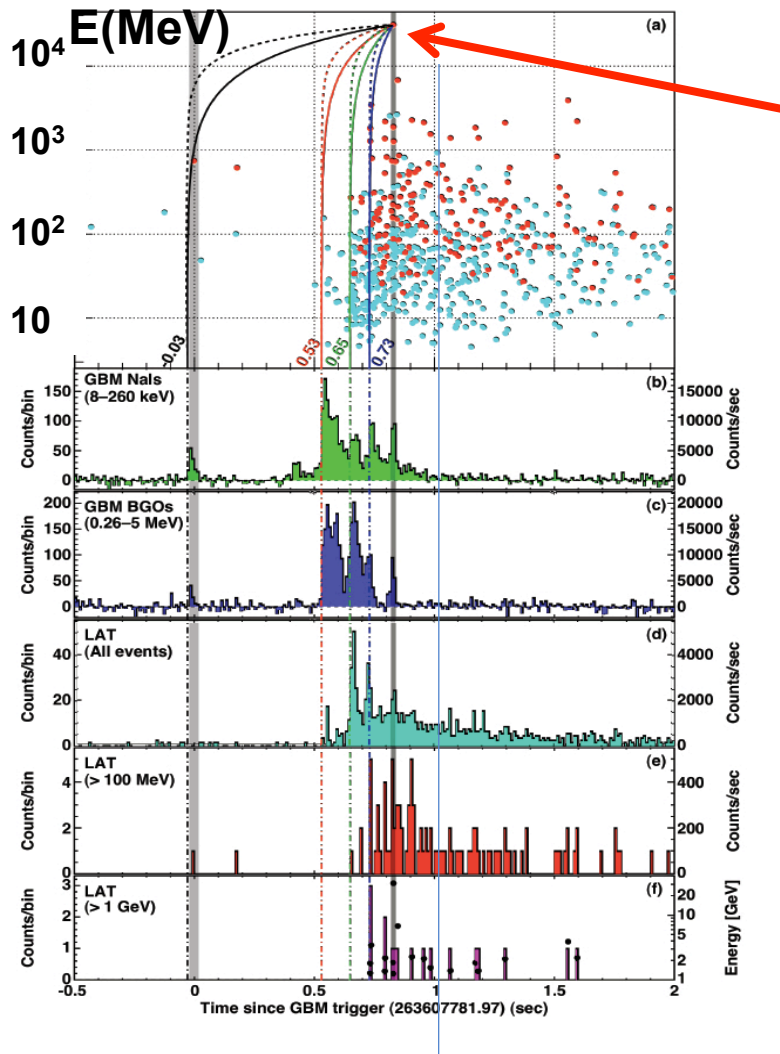 E(MeV)
(a)
10⁴
10³
10²
10
-0.03
0.53
0.65
0.73
GBM NaIs
(8–260 keV)
(b)
Counts/bin
150
100
50
0
15000
10000
5000
0
Counts/sec
GBM BGOs
(0.26–5 MeV)
(c)
Counts/bin
200
150
100
50
0
20000
15000
10000
5000
0
Counts/sec
LAT
(All events)
(d)
Counts/bin
40
20
0
4000
2000
0
Counts/sec
LAT
(> 100 MeV)
(e)
Counts/bin
4
2
0
400
200
0
Counts/sec
LAT
(> 1 GeV)
(f)
Counts/bin
3
2
1
0
20
10
5
2
1
Energy [GeV]
-0.5 0 0.5 1 1.5 2
Time since GBM trigger (263607781.97) (sec)